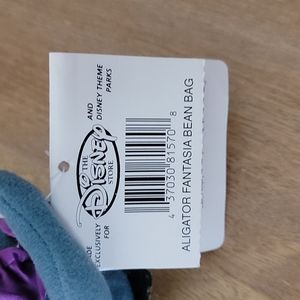 MADE
EXCLUSIVELY
FOR
THE
DISNEY
STORE
AND
DISNEY THEME
PARKS
4 37030 81570 8
ALIGATOR FANTASIA BEAN BAG